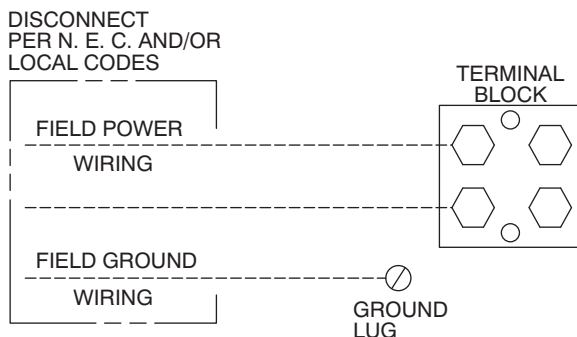 DISCONNECT
PER N. E. C. AND/OR
LOCAL CODES
TERMINAL
BLOCK
FIELD POWER
WIRING
FIELD GROUND
WIRING
GROUND
LUG